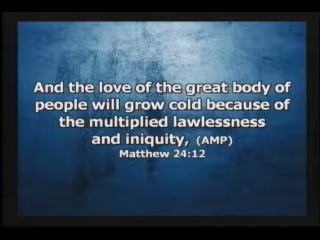 And the love of the great body of
people will grow cold because of
the multiplied lawlessness
and iniquity, (AMP)
Matthew 24:12